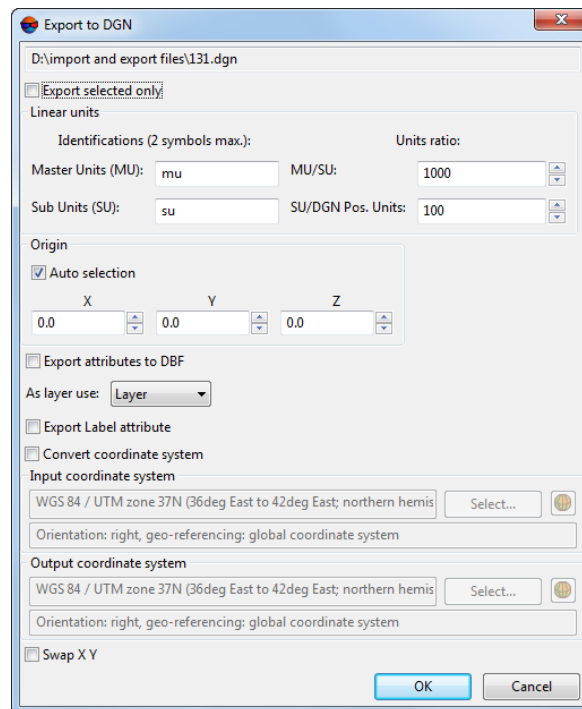 Export to DGN
D:\import and export files\131.dgn
Export selected only
Linear units
Identifications (2 symbols max.): Units ratio:
Master Units (MU): mu MU/SU: 1000
Sub Units (SU): su SU/DGN Pos. Units: 100
Origin
Auto selection
X Y Z
0.0 0.0 0.0
Export attributes to DBF
As layer use: Layer
Export Label attribute
Convert coordinate system
Input coordinate system
WGS 84 / UTM zone 37N (36deg East to 42deg East; northern hemis Select...
Orientation: right, geo-referencing: global coordinate system
Output coordinate system
WGS 84 / UTM zone 37N (36deg East to 42deg East; northern hemis Select...
Orientation: right, geo-referencing: global coordinate system
Swap X Y
OK Cancel